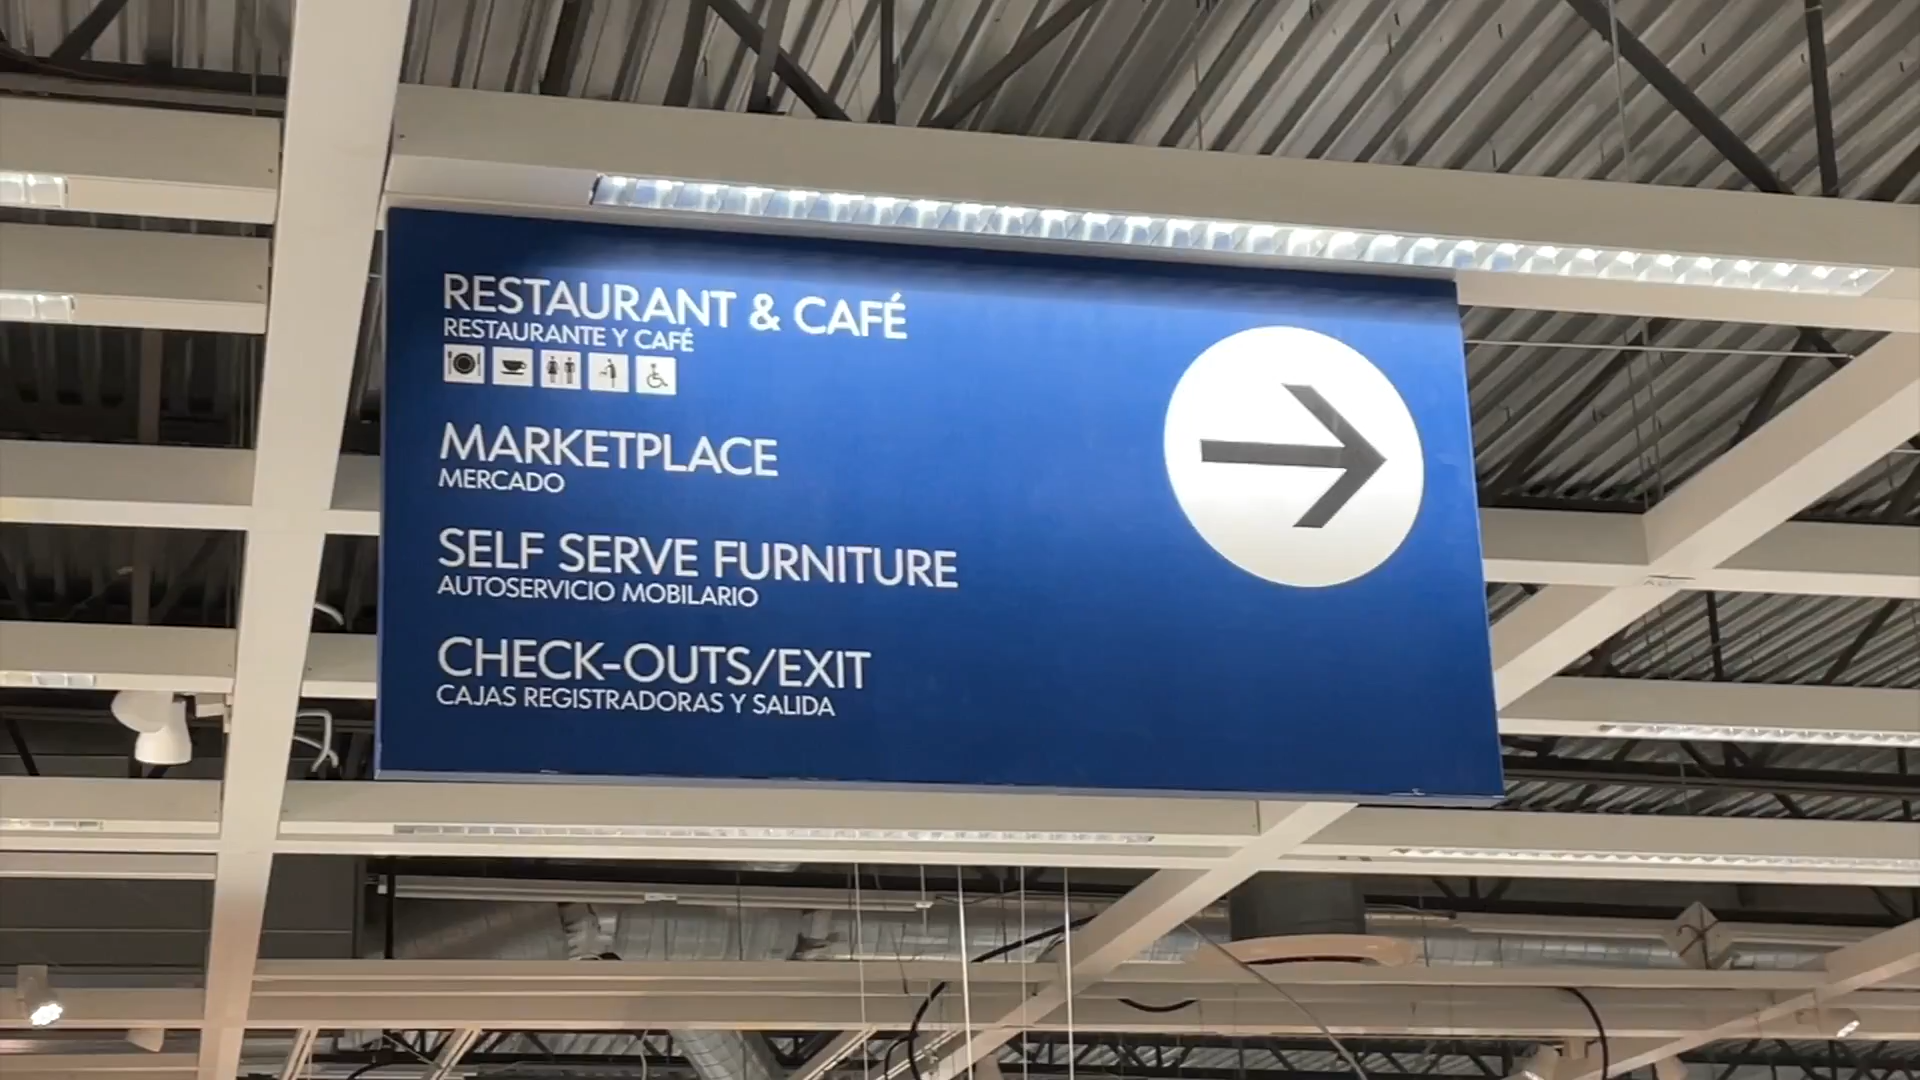 RESTAURANT & CAFÉ
RESTAURANTE Y CAFÉ
MARKETPLACE
MERCADO
SELF SERVE FURNITURE
AUTOSERVICIO MOBILARIO
CHECK-OUTS/EXIT
CAJAS REGISTRADORAS Y SALIDA